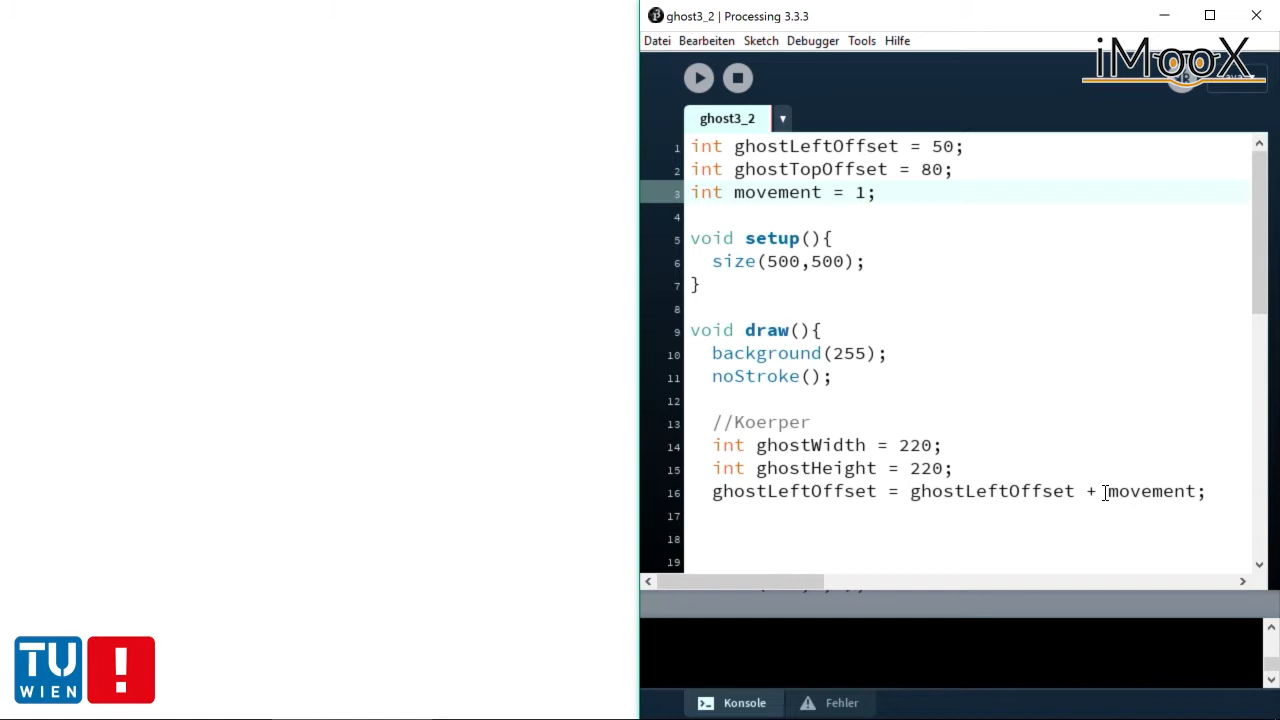 ghost3_2 | Processing 3.3.3
Datei Bearbeiten Sketch Debugger Tools Hilfe
iMooX
ghost3_2
1 int ghostLeftOffset = 50;
2 int ghostTopOffset = 80;
3 int movement = 1;
4
5 void setup(){
6 size(500,500);
7 }
8
9 void draw(){
10 background(255);
11 noStroke();
12
13 //Koerper
14 int ghostWidth = 220;
15 int ghostHeight = 220;
16 ghostLeftOffset = ghostLeftOffset + movement;
17
18
19
TU
WIEN
!
Konsole Fehler